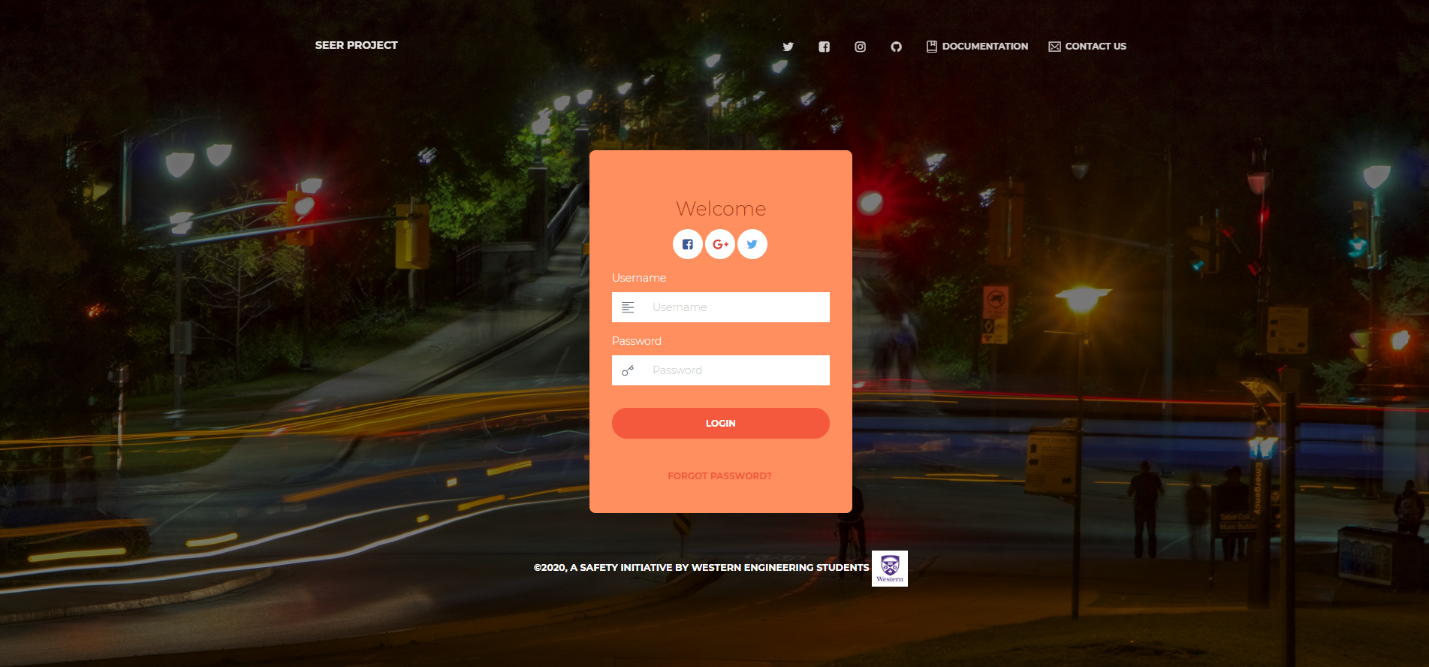 SEER PROJECT
DOCUMENTATION
CONTACT US
Welcome
G+
Username
Username
Password
Password
LOGIN
FORGOT PASSWORD?
Emergency
©2020, A SAFETY INITIATIVE BY WESTERN ENGINEERING STUDENTS
Western